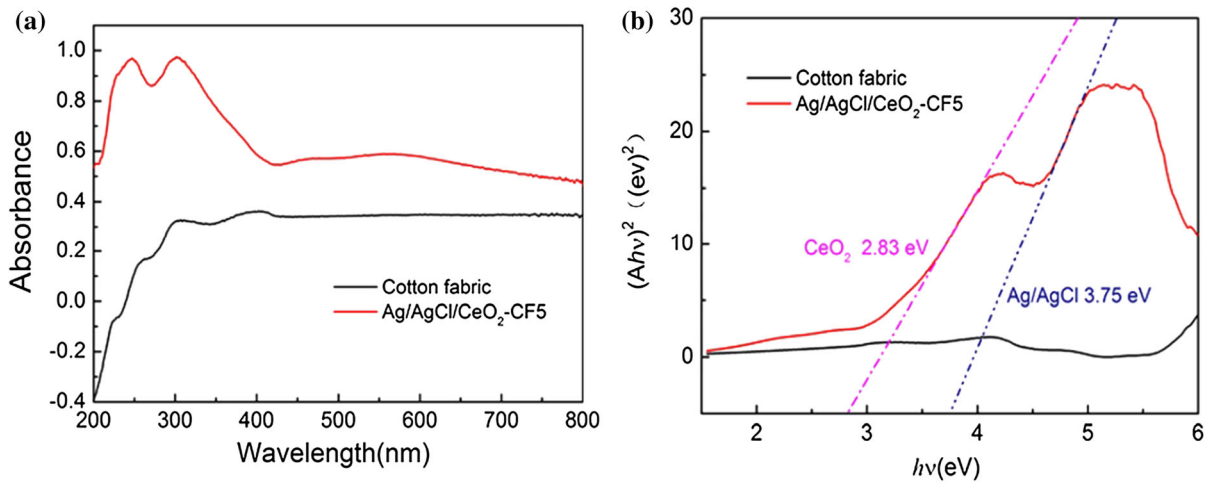 (a)
1.0
0.8
0.6
0.4
0.2
0.0
-0.2
-0.4
Absorbance
Cotton fabric
Ag/AgCl/CeO₂-CF5
200 300 400 500 600 700 800
Wavelength(nm)
(b)
30
20
10
0
(Ahν)² ((ev)²)
Cotton fabric
Ag/AgCl/CeO₂-CF5
CeO₂ 2.83 eV
Ag/AgCl 3.75 eV
2 3 4 5 6
hν(eV)